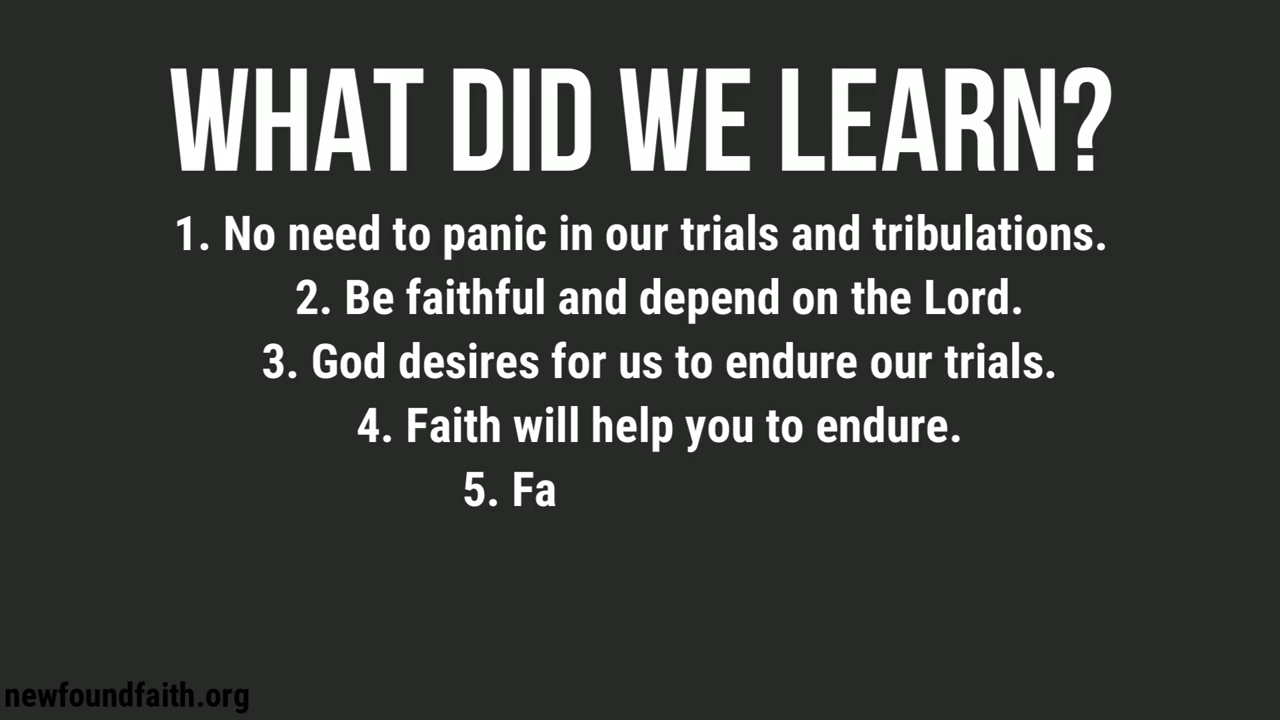 WHAT DID WE LEARN?
1. No need to panic in our trials and tribulations.
2. Be faithful and depend on the Lord.
3. God desires for us to endure our trials.
4. Faith will help you to endure.
5. Fa
newfoundfaith.org